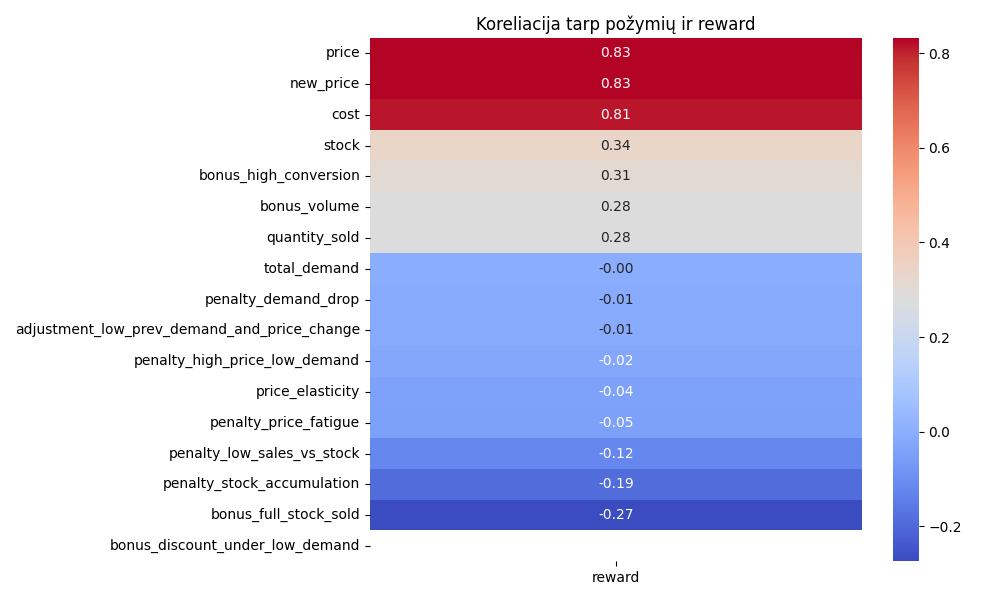 Koreliacija tarp požymių ir reward
price 0.83
new_price 0.83
cost 0.81
stock 0.34
bonus_high_conversion 0.31
bonus_volume 0.28
quantity_sold 0.28
total_demand -0.00
penalty_demand_drop -0.01
adjustment_low_prev_demand_and_price_change -0.01
penalty_high_price_low_demand -0.02
price_elasticity -0.04
penalty_price_fatigue -0.05
penalty_low_sales_vs_stock -0.12
penalty_stock_accumulation -0.19
bonus_full_stock_sold -0.27
bonus_discount_under_low_demand
reward
0.8
0.6
0.4
0.2
0.0
−0.2